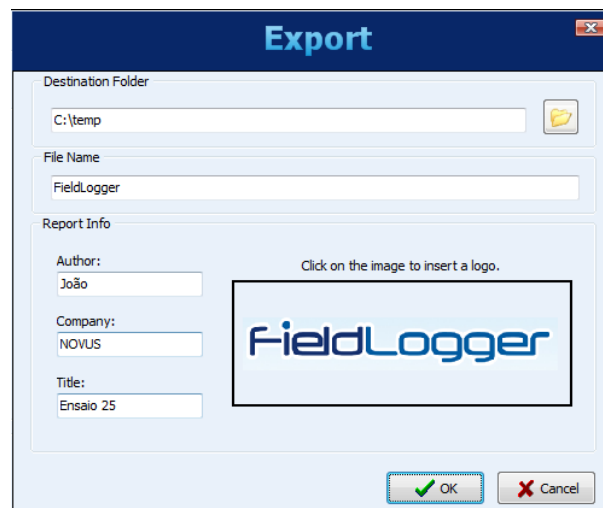 Export
Destination Folder
C:\temp
File Name
FieldLogger
Report Info
Author:
João
Company:
NOVUS
Title:
Ensaio 25
Click on the image to insert a logo.
FieldLogger
OK
Cancel